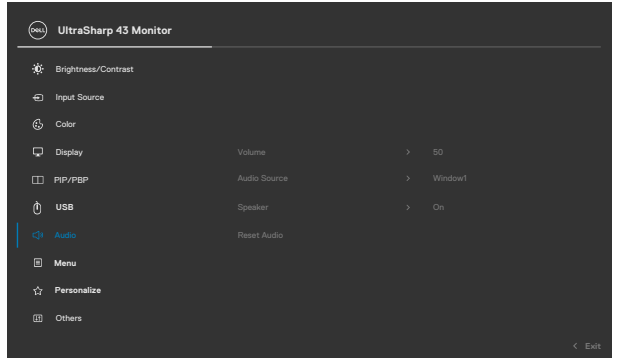 DELL UltraSharp 43 Monitor
Brightness/Contrast
Input Source
Color
Display Volume > 50
PIP/PBP Audio Source > Window1
USB Speaker > On
Audio Reset Audio
Menu
Personalize
Others
< Exit